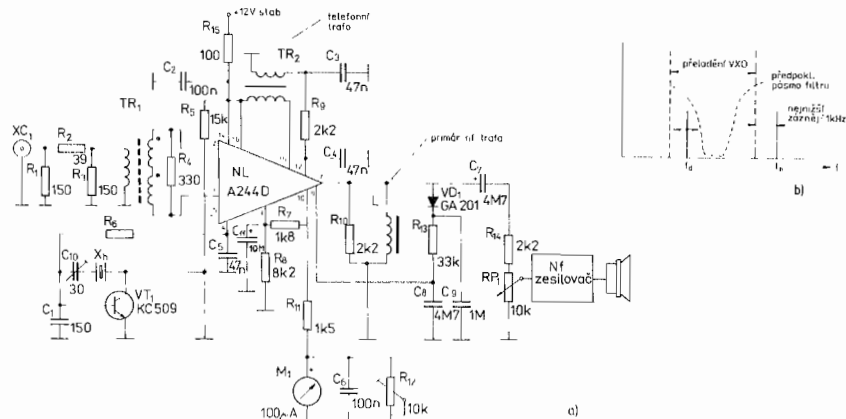 +12V stab
R15
100
telefonní
trafo
TR2
C2
100n
C3
47n
R5
15k
R9
2k2
TR1
XC1
R2
39
R1
150
R3
150
R4
330
NL
A244D
C4
47n
primár nf trafa
L
R10
2k2
VD1
GA 201
C7
4M7
R13
33k
R14
2k2
RP1
10k
Nf
zesilovač
R6
C10
30
Xh
VT1
KC509
C1
150
C5
47n
10M
R7
1k8
R8
8k2
R11
1k5
C8
4M7
C9
1M
M1
100µA
C6
100n
10k
a)
přeladění VXO
předpokl.
pásmo
filtru
nejnižší
zázněj 1kHz
fd
fh
f
b)